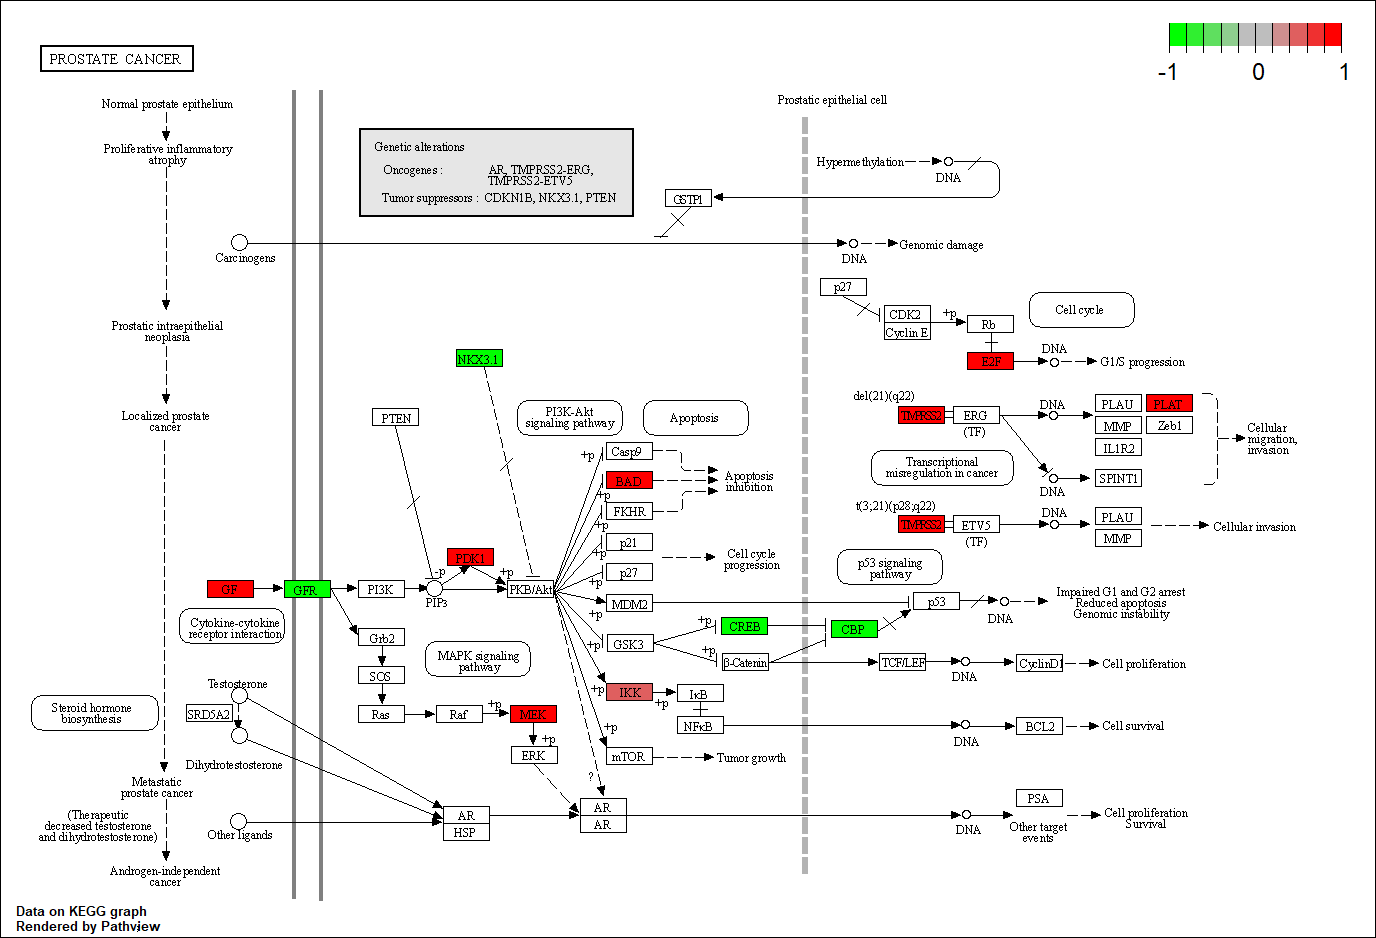 PROSTATE CANCER
-1 0 1
Normal prostate epithelium
Proliferative inflammatory
atrophy
Prostatic intraepithelial
neoplasia
Localized prostate
cancer
Metastatic
prostate cancer
(Therapeutic
decreased testosterone
and dihydrotestosterone)
Androgen-independent
cancer
Genetic alterations
Oncogenes : AR, TMPRSS2-ERG,
TMPRSS2-ETV5
Tumor suppressors : CDKN1B, NKX3.1, PTEN
Prostatic epithelial cell
Hypermethylation
DNA
GSTP1
Carcinogens
DNA
Genomic damage
p27
CDK2
Cyclin E
+p
Rb
Cell cycle
E2F
DNA
G1/S progression
NKX3.1
PTEN
PI3K-Akt
signaling pathway
Apoptosis
del(21)(q22)
TMPRSS2
ERG
(TF)
DNA
PLAU
PLAT
MMP
Zeb1
IL1R2
Cellular
migration,
invasion
Transcriptional
misregulation in cancer
DNA
SPINT1
t(3;21)(p28;q22)
TMPRSS2
ETV5
(TF)
DNA
PLAU
MMP
Cellular invasion
+p
Casp9
BAD
+p
FKHR
+p
p21
+p
p27
+p
MDM2
+p
GSK3
+p
Apoptosis
inhibition
Cell cycle
progression
PDK1
-p
+p
GF
GFR
PI3K
PIP3
PKB/Akt
p53 signaling
pathway
p53
DNA
Impaired G1 and G2 arrest
Reduced apoptosis
Genomic instability
Cytokine-cytokine
receptor interaction
Grb2
SOS
Ras
Raf
+p
MEK
+p
ERK
MAPK signaling
pathway
+p
CREB
CBP
+p
β-Catenin
TCF/LEF
DNA
CyclinD1
Cell proliferation
+p
IKK
+p
IκB
NFκB
DNA
BCL2
Cell survival
+p
mTOR
Tumor growth
?
Steroid hormone
biosynthesis
Testosterone
SRD5A2
Dihydrotestosterone
Other ligands
AR
HSP
AR
AR
DNA
PSA
Other target
events
Cell proliferation
Survival
Data on KEGG graph
Rendered by Pathview